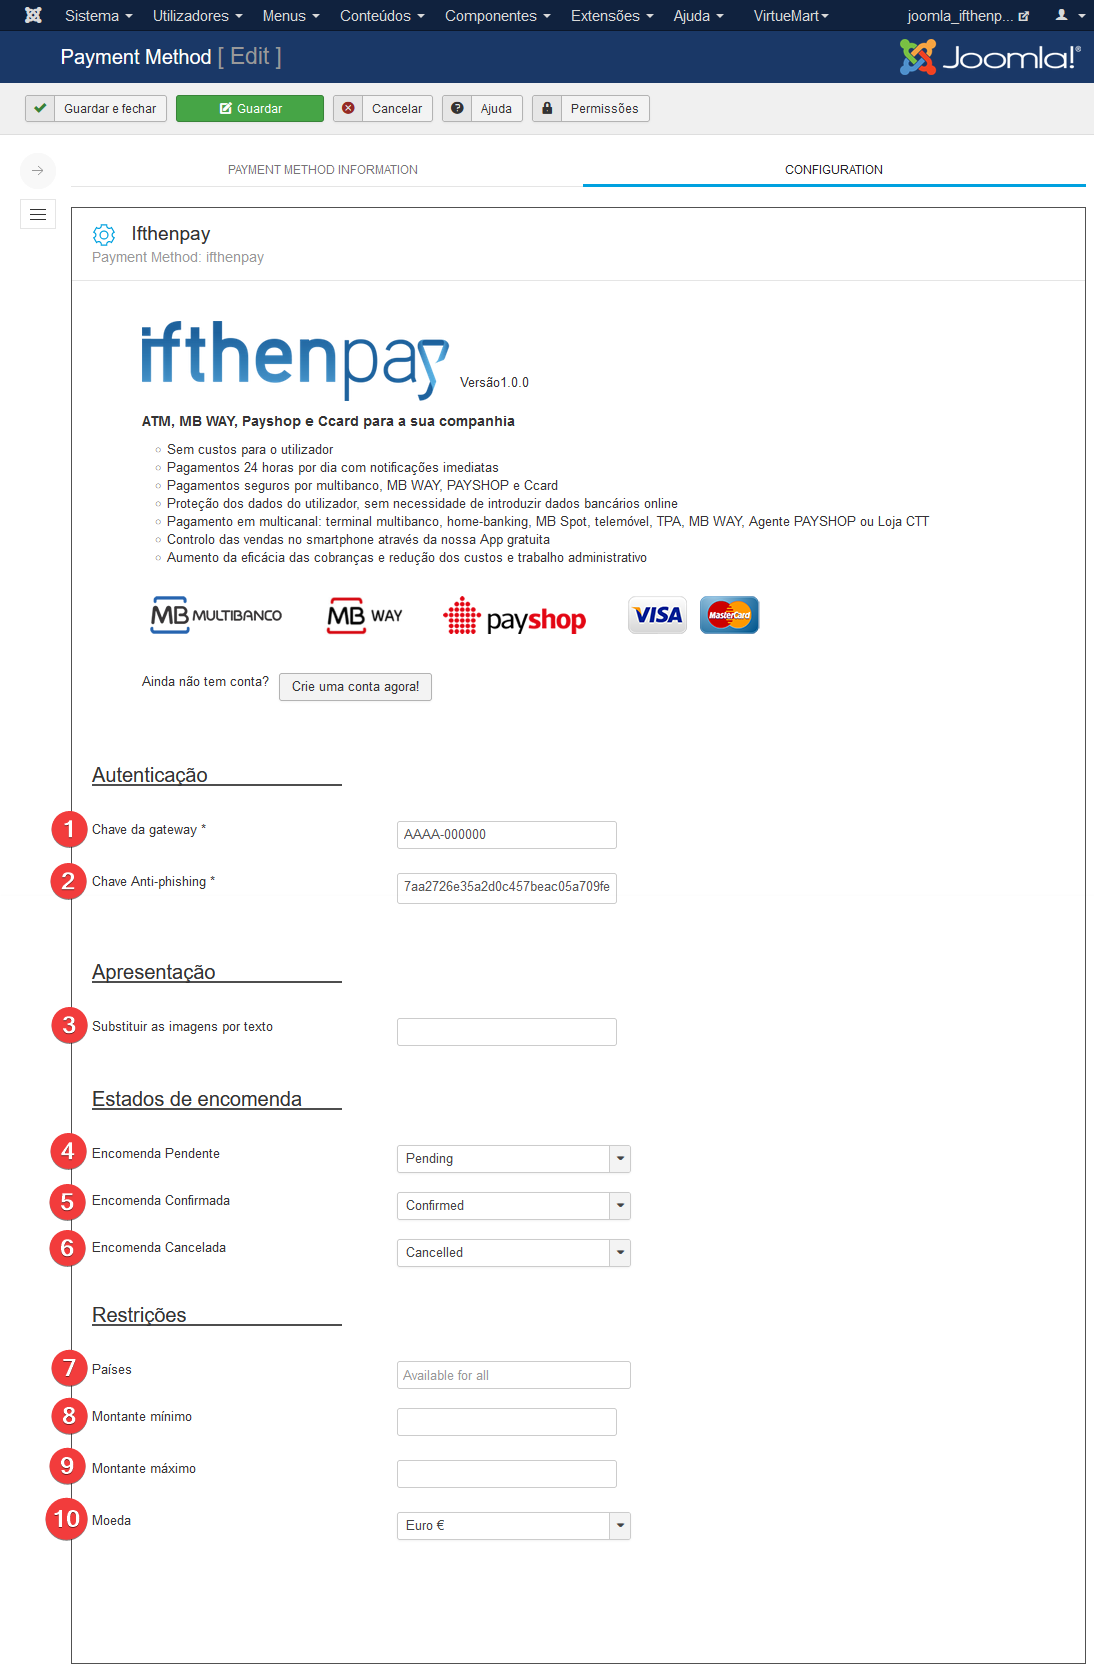 Sistema Utilizadores Menus Conteúdos Componentes Extensões Ajuda VirtueMart joomla_ifthenp...
Payment Method [ Edit ] Joomla!®
Guardar e fechar Guardar Cancelar Ajuda Permissões
PAYMENT METHOD INFORMATION CONFIGURATION
Ifthenpay
Payment Method: ifthenpay
ifthenpay Versão1.0.0
ATM, MB WAY, Payshop e Ccard para a sua companhia
Sem custos para o utilizador
Pagamentos 24 horas por dia com notificações imediatas
Pagamentos seguros por multibanco, MB WAY, PAYSHOP e Ccard
Proteção dos dados do utilizador, sem necessidade de introduzir dados bancários online
Pagamento em multicanal: terminal multibanco, home-banking, MB Spot, telemóvel, TPA, MB WAY, Agente PAYSHOP ou Loja CTT
Controlo das vendas no smartphone através da nossa App gratuita
Aumento da eficácia das cobranças e redução dos custos e trabalho administrativo
MB MULTIBANCO MB WAY payshop VISA MasterCard
Ainda não tem conta? Crie uma conta agora!
Autenticação
1 Chave da gateway * AAAA-000000
2 Chave Anti-phishing * 7aa2726e35a2d0c457beac05a709fe
Apresentação
3 Substituir as imagens por texto
Estados de encomenda
4 Encomenda Pendente Pending
5 Encomenda Confirmada Confirmed
6 Encomenda Cancelada Cancelled
Restrições
7 Países Available for all
8 Montante mínimo
9 Montante máximo
10 Moeda Euro €